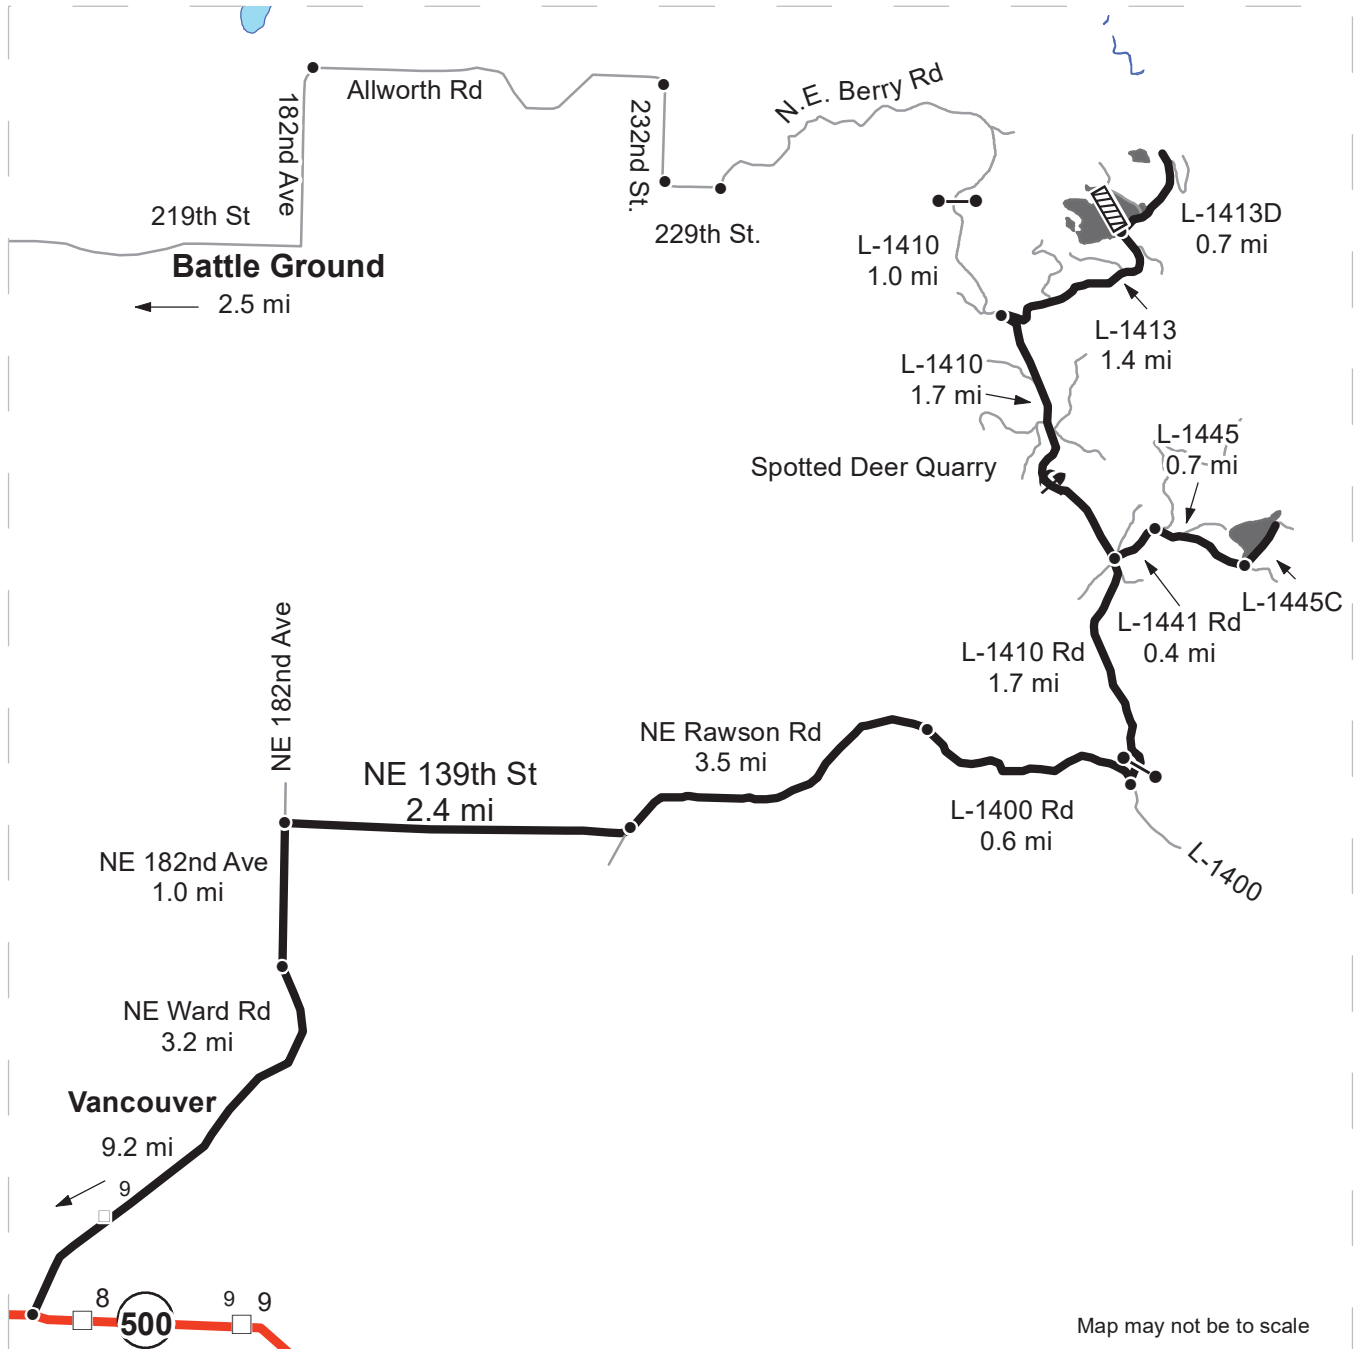 Allworth Rd
182nd Ave
232nd St.
N.E. Berry Rd
219th St
Battle Ground
2.5 mi
229th St.
L-1410
1.0 mi
L-1413D
0.7 mi
L-1413
1.4 mi
L-1410
1.7 mi
L-1445
0.7 mi
Spotted Deer Quarry
L-1445C
L-1441 Rd
0.4 mi
L-1410 Rd
1.7 mi
NE 182nd Ave
NE Rawson Rd
3.5 mi
NE 139th St
2.4 mi
L-1400 Rd
0.6 mi
L-1400
NE 182nd Ave
1.0 mi
NE Ward Rd
3.2 mi
Vancouver
9.2 mi
9
8
500
9
9
Map may not be to scale